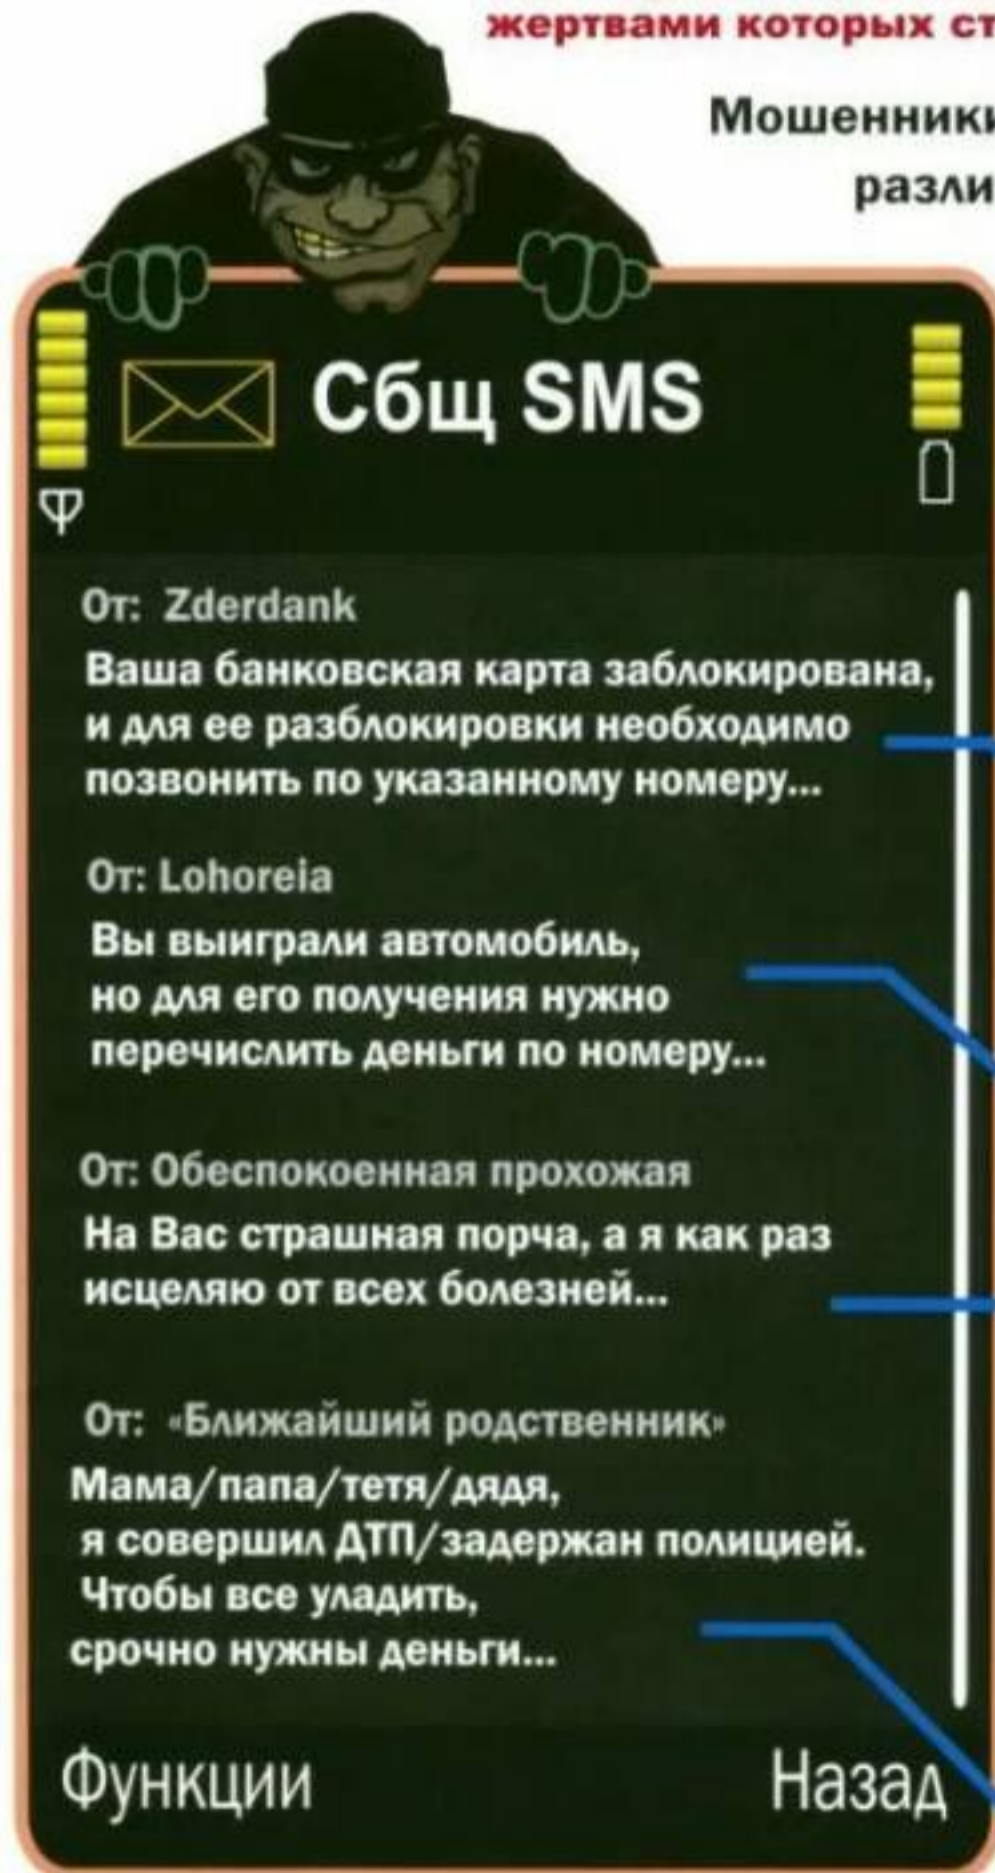 жертвами которых ст
Мошенники
разли
Сбщ SMS
От: Zderdank
Ваша банковская карта заблокирована,
и для ее разблокировки необходимо
позвонить по указанному номеру...
От: Lohoreia
Вы выиграли автомобиль,
но для его получения нужно
перечислить деньги по номеру...
От: Обеспокоенная прохожая
На Вас страшная порча, а я как раз
исцеляю от всех болезней...
От: «Ближайший родственник»
Мама/папа/тетя/дядя,
я совершил ДТП/задержан полицией.
Чтобы все уладить,
срочно нужны деньги...
Функции Назад